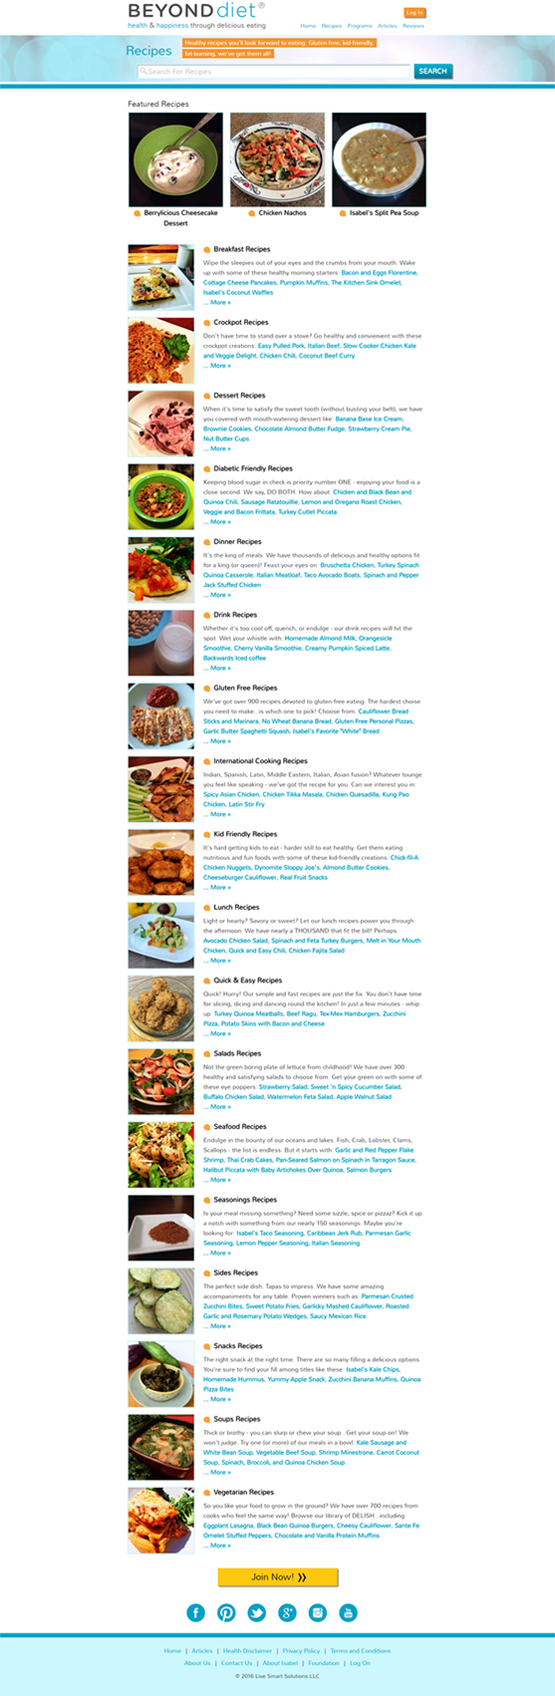 BEYOND diet®
health & happiness through delicious eating
Log In
Home Recipes Programs Articles Reviews
Recipes
Healthy recipes you'll look forward to eating. Gluten free, kid-friendly,
fat-burning, we've got them all!
Search For Recipes
SEARCH
Featured Recipes
Berrylicious Cheesecake
Dessert
Chicken Nachos
Isabel's Split Pea Soup
Breakfast Recipes
Wipe the sleepies out of your eyes and the crumbs from your mouth. Wake
up with some of these healthy morning starters: Bacon and Eggs Florentine,
Cottage Cheese Pancakes, Pumpkin Muffins, The Kitchen Sink Omelet,
Isabel's Coconut Waffles
... More »
Crockpot Recipes
Don't have time to stand over a stove? Go healthy and convienient with these
crockpot creations: Easy Pulled Pork, Italian Beef, Slow Cooker Chicken Kale
and Veggie Delight, Chicken Chili, Coconut Beef Curry
... More »
Dessert Recipes
When it's time to satisfy the sweet tooth (without busting your belt), we have
you covered with mouth-watering dessert like: Banana Base Ice Cream,
Brownie Cookies, Chocolate Almond Butter Fudge, Strawberry Cream Pie,
Nut Butter Cups
... More »
Diabetic Friendly Recipes
Keeping blood sugar in check is priority number ONE - enjoying your food is a
close second. We say, DO BOTH. How about: Chicken and Black Bean and
Quinoa Chili, Sausage Ratatouille, Lemon and Oregano Roast Chicken,
Veggie and Bacon Frittata, Turkey Cutlet Piccata
... More »
Dinner Recipes
It's the king of meals. We have thousands of delicious and healthy options fit
for a king (or queen)! Feast your eyes on: Bruschetta Chicken, Turkey Spinach
Quinoa Casserole, Italian Meatloaf, Taco Avocado Boats, Spinach and Pepper
Jack Stuffed Chicken
... More »
Drink Recipes
Whether it's too cool off, quench, or endulge - our drink recipes will hit the
spot. Wet your whistle with: Homemade Almond Milk, Orangesicle
Smoothie, Cherry Vanilla Smoothie, Creamy Pumpkin Spiced Latte,
Backwards Iced coffee
... More »
Gluten Free Recipes
We've got over 900 recipes devoted to gluten-free eating. The hardest choise
you need to make...is which one to pick! Choose from: Cauliflower Bread
Sticks and Marinara, No Wheat Banana Bread, Gluten Free Personal Pizzas,
Garlic Butter Spaghetti Squash, Isabel's Favorite "White" Bread
... More »
International Cooking Recipes
Indian, Spanish, Latin, Middle Eastern, Italian, Asian fusion? Whatever tounge
you feel like speaking - we've got the recipe for you. Can we interest you in:
Spicy Asian Chicken, Chicken Tikka Masala, Chicken Quesadilla, Kung Pao
Chicken, Latin Stir Fry
... More »
Kid Friendly Recipes
It's hard getting kids to eat - harder still to eat healthy. Get them eating
nutritious and fun foods with some of these kid-friendly creations: Chick-fil-A
Chicken Nuggets, Dynomite Sloppy Joe's, Almond Butter Cookies,
Cheeseburger Cauliflower, Real Fruit Snacks
... More »
Lunch Recipes
Light or hearty? Savory or sweet? Let our lunch recipes power you through
the afternoon. We have nearly a THOUSAND that fit the bill! Perhaps:
Avocado Chicken Salad, Spinach and Feta Turkey Burgers, Melt in Your Mouth
Chicken, Quick and Easy Chili, Chicken Fajita Salad
... More »
Quick & Easy Recipes
Quick! Hurry! Our simple and fast recipes are just the fix. You don't have time
for slicing, dicing and dancing round the kitchen! In just a few minutes - whip
up: Turkey Quinoa Meatballs, Beef Ragu, Tex-Mex Hamburgers, Zucchini
Pizza, Potato Skins with Bacon and Cheese
... More »
Salads Recipes
Not the green boring plate of lettuce from childhood! We have over 300
healthy and satisfying salads to choose from. Get your green on with some of
these eye poppers: Strawberry Salad, Sweet 'n Spicy Cucumber Salad,
Buffalo Chicken Salad, Watermelon Feta Salad, Apple Walnut Salad
... More »
Seafood Recipes
Endulge in the bounty of our oceans and lakes. Fish, Crab, Lobster, Clams,
Scallops - the list is endless. But it starts with: Garlic and Red Pepper Flake
Shrimp, Thai Crab Cakes, Pan-Seared Salmon on Spinach in Tarragon Sauce,
Halibut Piccata with Baby Artichokes Over Quinoa, Salmon Burgers
... More »
Seasonings Recipes
Is your meal missing something? Need some sizzle, spice or pizzaz? Kick it up
a notch with something from our nearly 150 seasonings. Maybe you're
looking for: Isabel's Taco Seasoning, Caribbean Jerk Rub, Parmesan Garlic
Seasoning, Lemon Pepper Seasoning, Italian Seasoning
... More »
Sides Recipes
The perfect side dish. Tapas to impress. We have some amazing
accompaniments for any table. Proven winners such as: Parmesan Crusted
Zucchini Bites, Sweet Potato Fries, Garlicky Mashed Cauliflower, Roasted
Garlic and Rosemary Potato Wedges, Saucy Mexican Rice
... More »
Snacks Recipes
The right snack at the right time. There are so many filling a delicious options.
You're sure to find your fill among titles like these: Isabel's Kale Chips,
Homemade Hummus, Yummy Apple Snack, Zucchini Banana Muffins, Quinoa
Pizza Bites
... More »
Soups Recipes
Thick or brothy - you can slurp or chew your soup...Get your soup on! We
won't judge. Try one (or more) of our meals in a bowl: Kale Sausage and
White Bean Soup, Vegetable Beef Soup, Shrimp Minestrone, Carrot Coconut
Soup, Spinach, Broccoli, and Quinoa Chicken Soup
... More »
Vegetarian Recipes
So you like your food to grow in the ground? We have over 700 recipes from
cooks who feel the same way! Browse our library of DELISH...including
Eggplant Lasagna, Black Bean Quinoa Burgers, Cheesy Cauliflower, Sante Fe
Omelet Stuffed Peppers, Chocolate and Vanilla Protein Muffins
... More »
Join Now! »
Home | Articles | Health Disclaimer | Privacy Policy | Terms and Conditions
About Us | Contact Us | About Isabel | Foundation | Log On
© 2016 Live Smart Solutions LLC